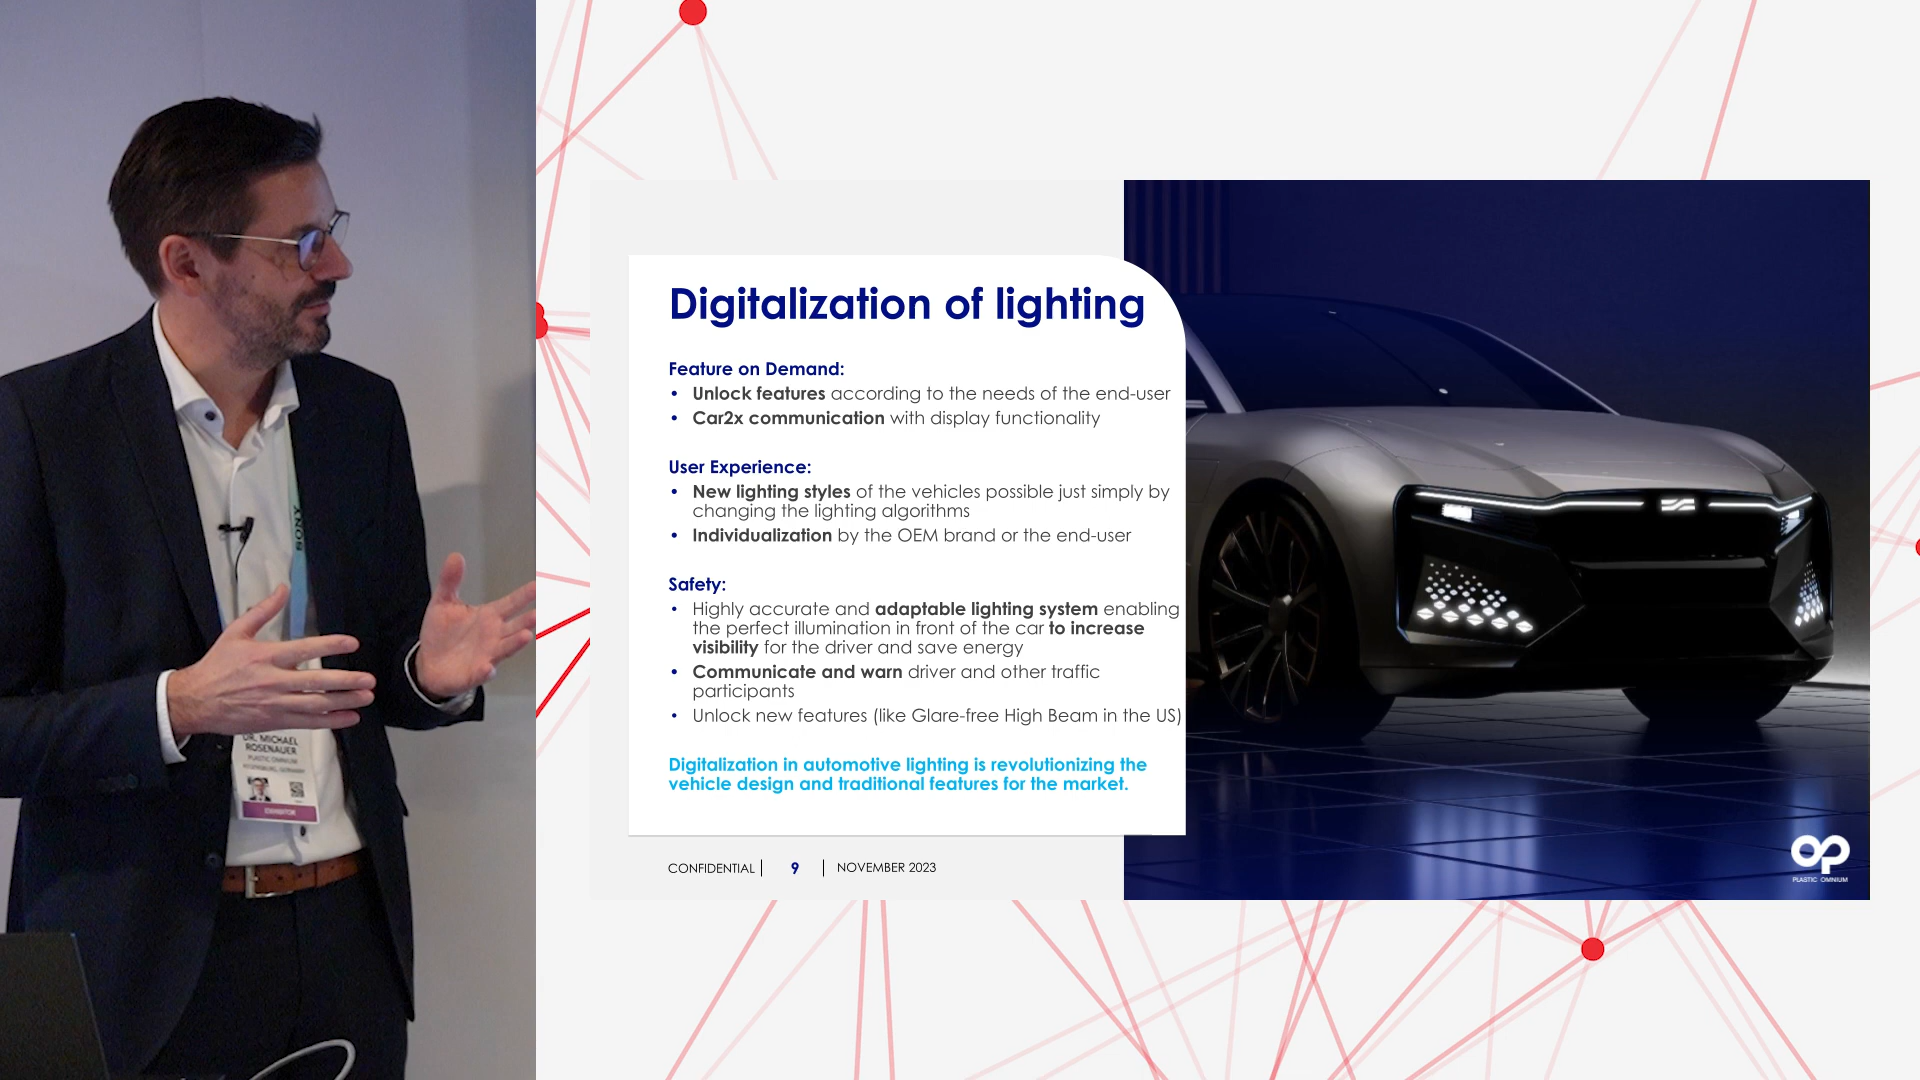 SONY
DR. MICHAEL
ROSENAUER
PLASTIC OMNIUM
EXHIBITOR
Digitalization of lighting
Feature on Demand:
• Unlock features according to the needs of the end-user
• Car2x communication with display functionality
User Experience:
• New lighting styles of the vehicles possible just simply by
changing the lighting algorithms
• Individualization by the OEM brand or the end-user
Safety:
• Highly accurate and adaptable lighting system enabling
the perfect illumination in front of the car to increase
visibility for the driver and save energy
• Communicate and warn driver and other traffic
participants
• Unlock new features (like Glare-free High Beam in the US)
Digitalization in automotive lighting is revolutionizing the
vehicle design and traditional features for the market.
CONFIDENTIAL | 9 | NOVEMBER 2023
OP
PLASTIC OMNIUM